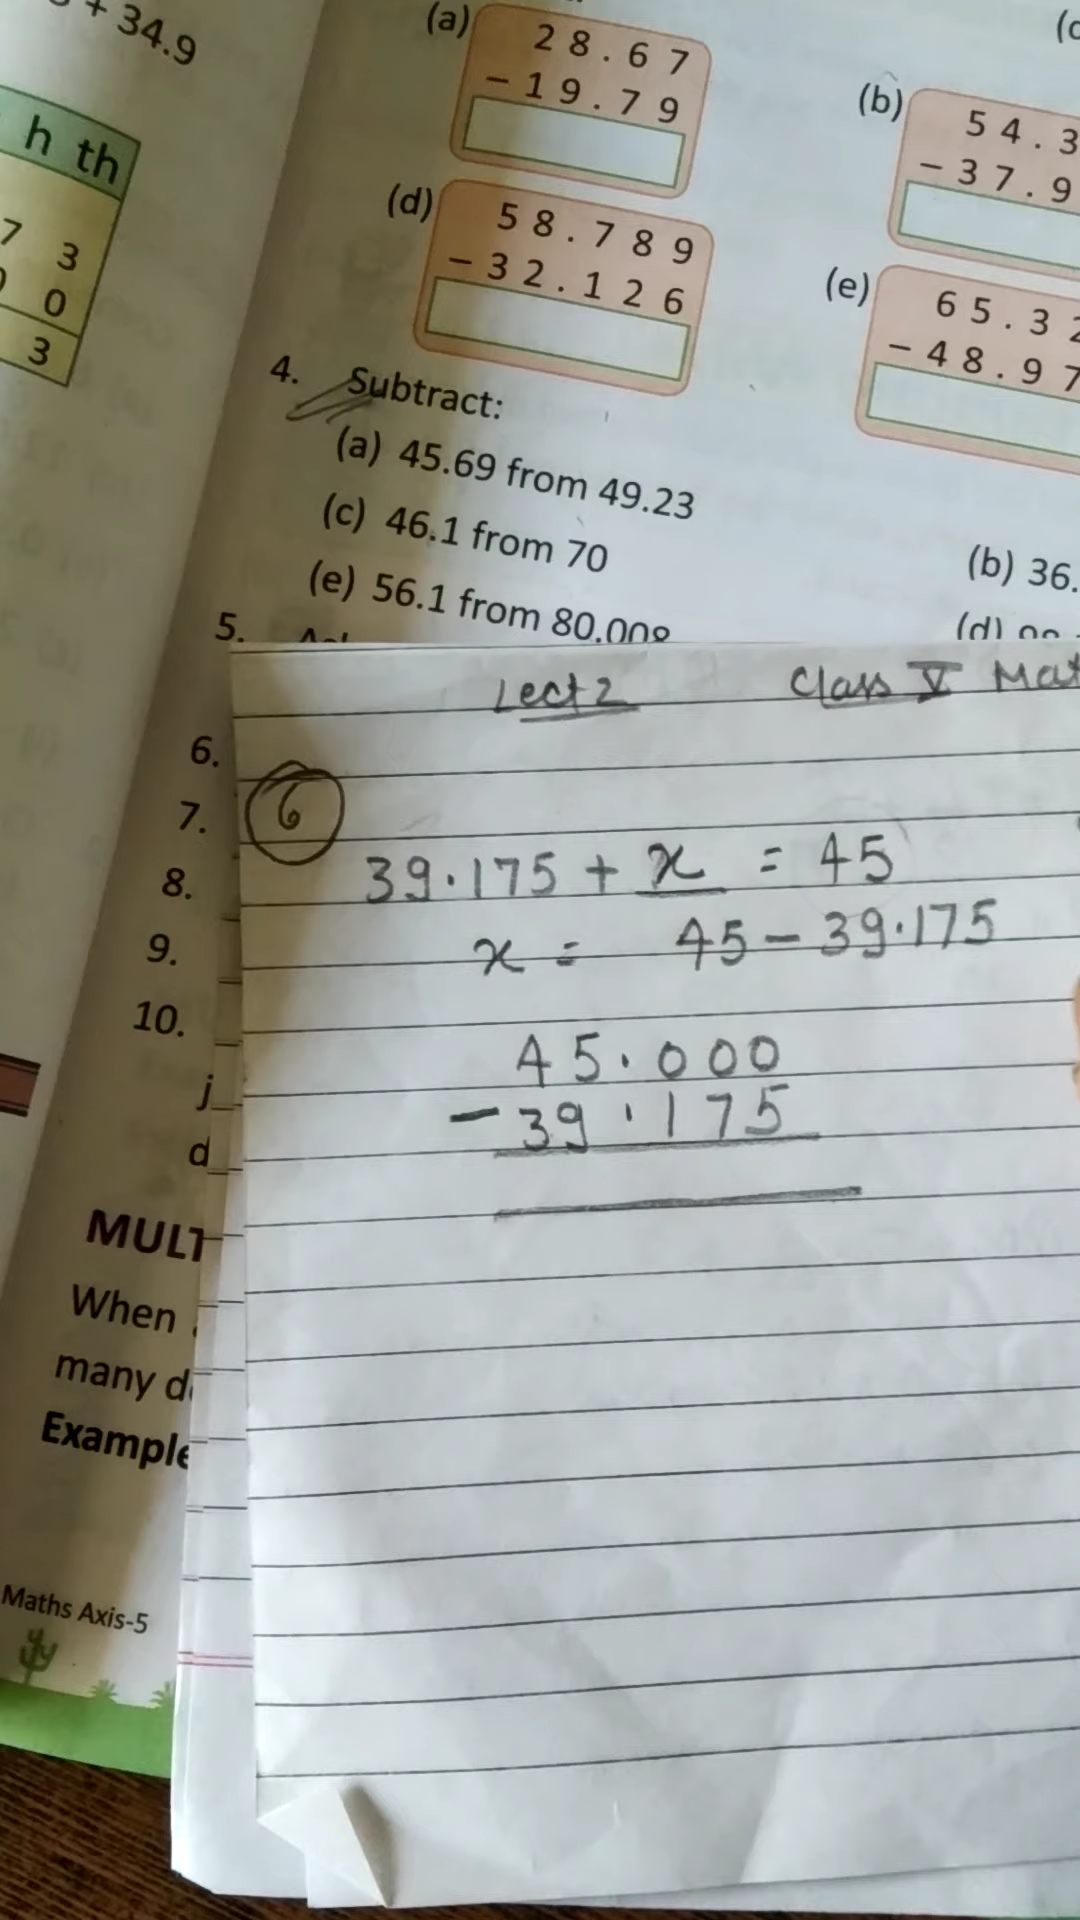 + 34.9
h th
7 3
0
3
(a)
28.67
- 19.79
(b)
54.3
- 37.9
(d)
58.789
- 32.126
(e)
65.32
- 48.97
4. Subtract:
(a) 45.69 from 49.23
(c) 46.1 from 70
(b) 36.
(e) 56.1 from 80.008
(d)
5.
6.
7.
8.
9.
10.
j
d
MULT
When
many d
Example
Maths Axis-5
Lect 2 Class V Mat
6
39.175 + x = 45
x = 45 - 39.175
45.000
- 39.175